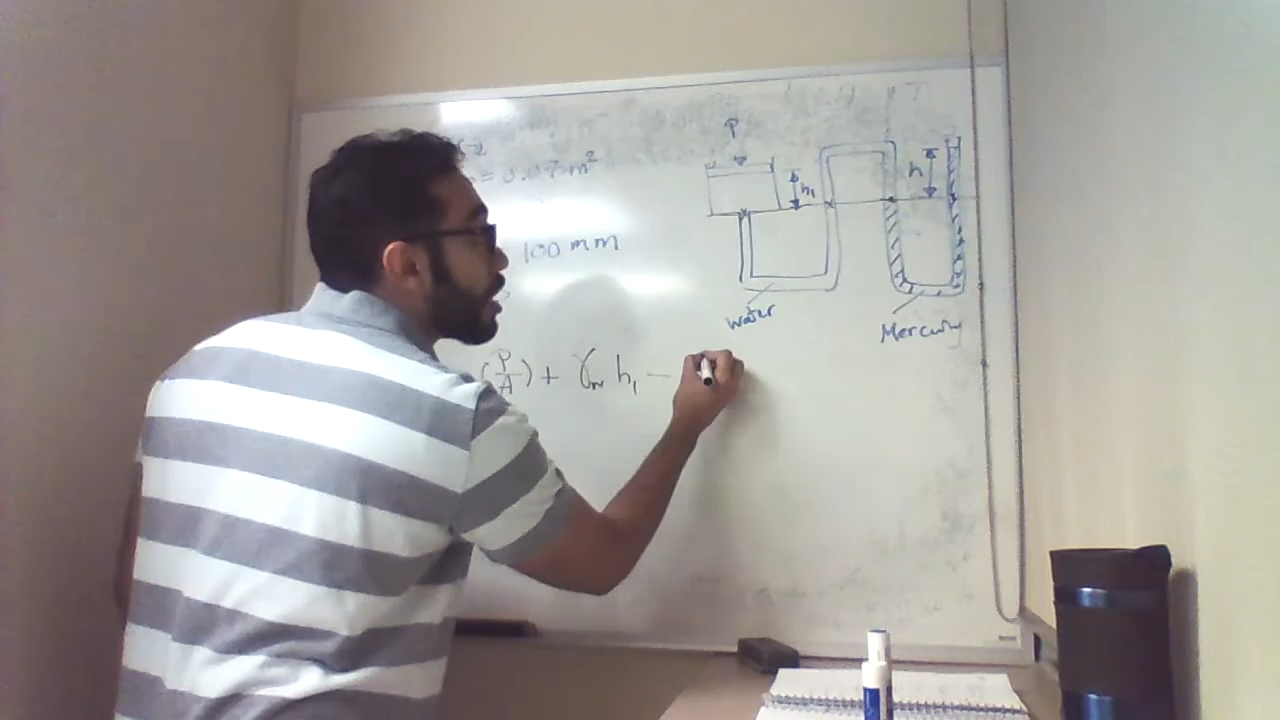 = 0.07 m²
100 mm
P
h₁
h
Water
Mercury
(P/A) + γw h₁ −